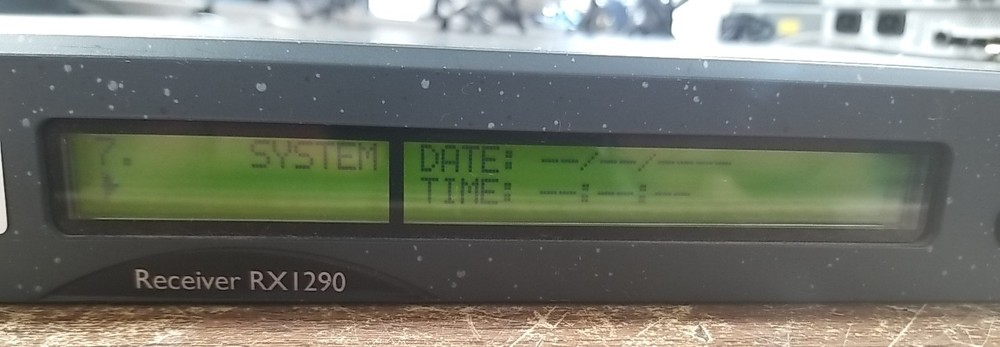 7. SYSTEM
DATE: --/--/----
TIME: --:--:--
Receiver RX1290